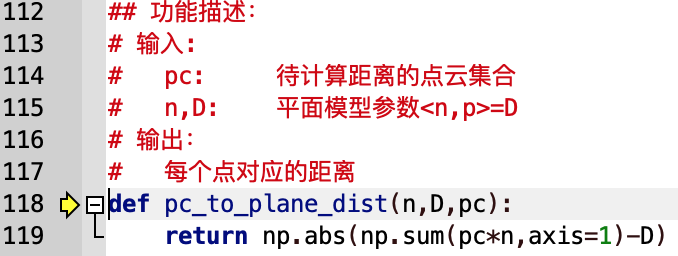 112 ## 功能描述：
113 # 输入:
114 #   pc:     待计算距离的点云集合
115 #   n,D:    平面模型参数<n,p>=D
116 # 输出：
117 #   每个点对应的距离
118 def pc_to_plane_dist(n,D,pc):
119     return np.abs(np.sum(pc*n,axis=1)-D)